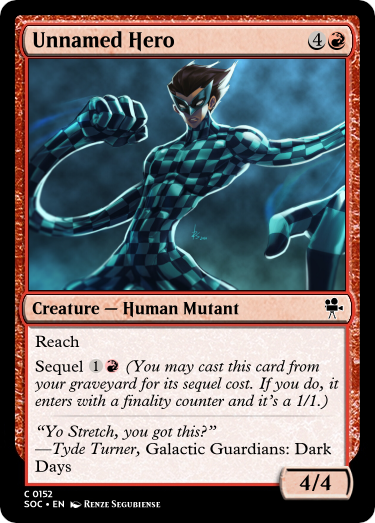 Unnamed Hero 4
Creature — Human Mutant
Reach
Sequel 1 (You may cast this card from
your graveyard for its sequel cost. If you do, it
enters with a finality counter and it's a 1/1.)
“Yo Stretch, you got this?”
—Tyde Turner, Galactic Guardians: Dark
Days
4/4
C 0152
SOC • EN Renze Segubiense